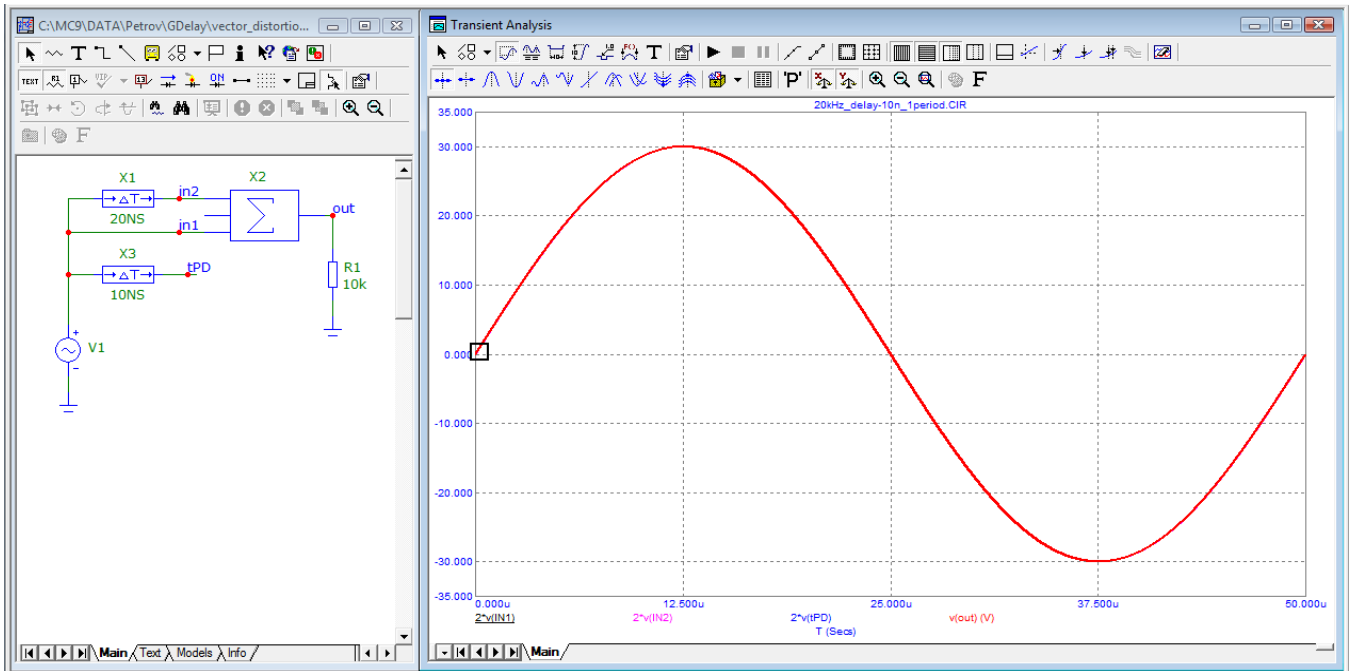 C:\MC9\DATA\Petrov\GDelay\vector_distortio...
TEXT
X1
in2
X2
20NS
in1
out
X3
tPD
10NS
R1
10k
V1
Main
Text
Models
Info
Transient Analysis
20kHz_delay-10n_1period.CIR
35.000
30.000
20.000
10.000
0.000
-10.000
-20.000
-30.000
-35.000
0.000u 12.500u 25.000u 37.500u 50.000u
2*v(IN1) 2*v(IN2) 2*v(tPD) v(out) (V)
T (Secs)
Main